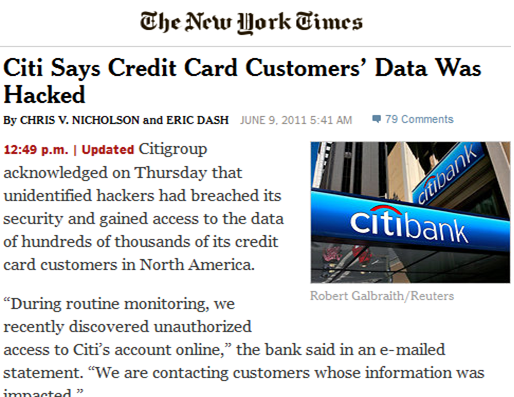 The New York Times
Citi Says Credit Card Customers’ Data Was
Hacked
By CHRIS V. NICHOLSON and ERIC DASH JUNE 9, 2011 5:41 AM 79 Comments
12:49 p.m. | Updated Citigroup
acknowledged on Thursday that
unidentified hackers had breached its
security and gained access to the data
of hundreds of thousands of its credit
card customers in North America.
citibank
citibank
Robert Galbraith/Reuters
“During routine monitoring, we
recently discovered unauthorized
access to Citi’s account online,” the bank said in an e-mailed
statement. “We are contacting customers whose information was
impacted.”